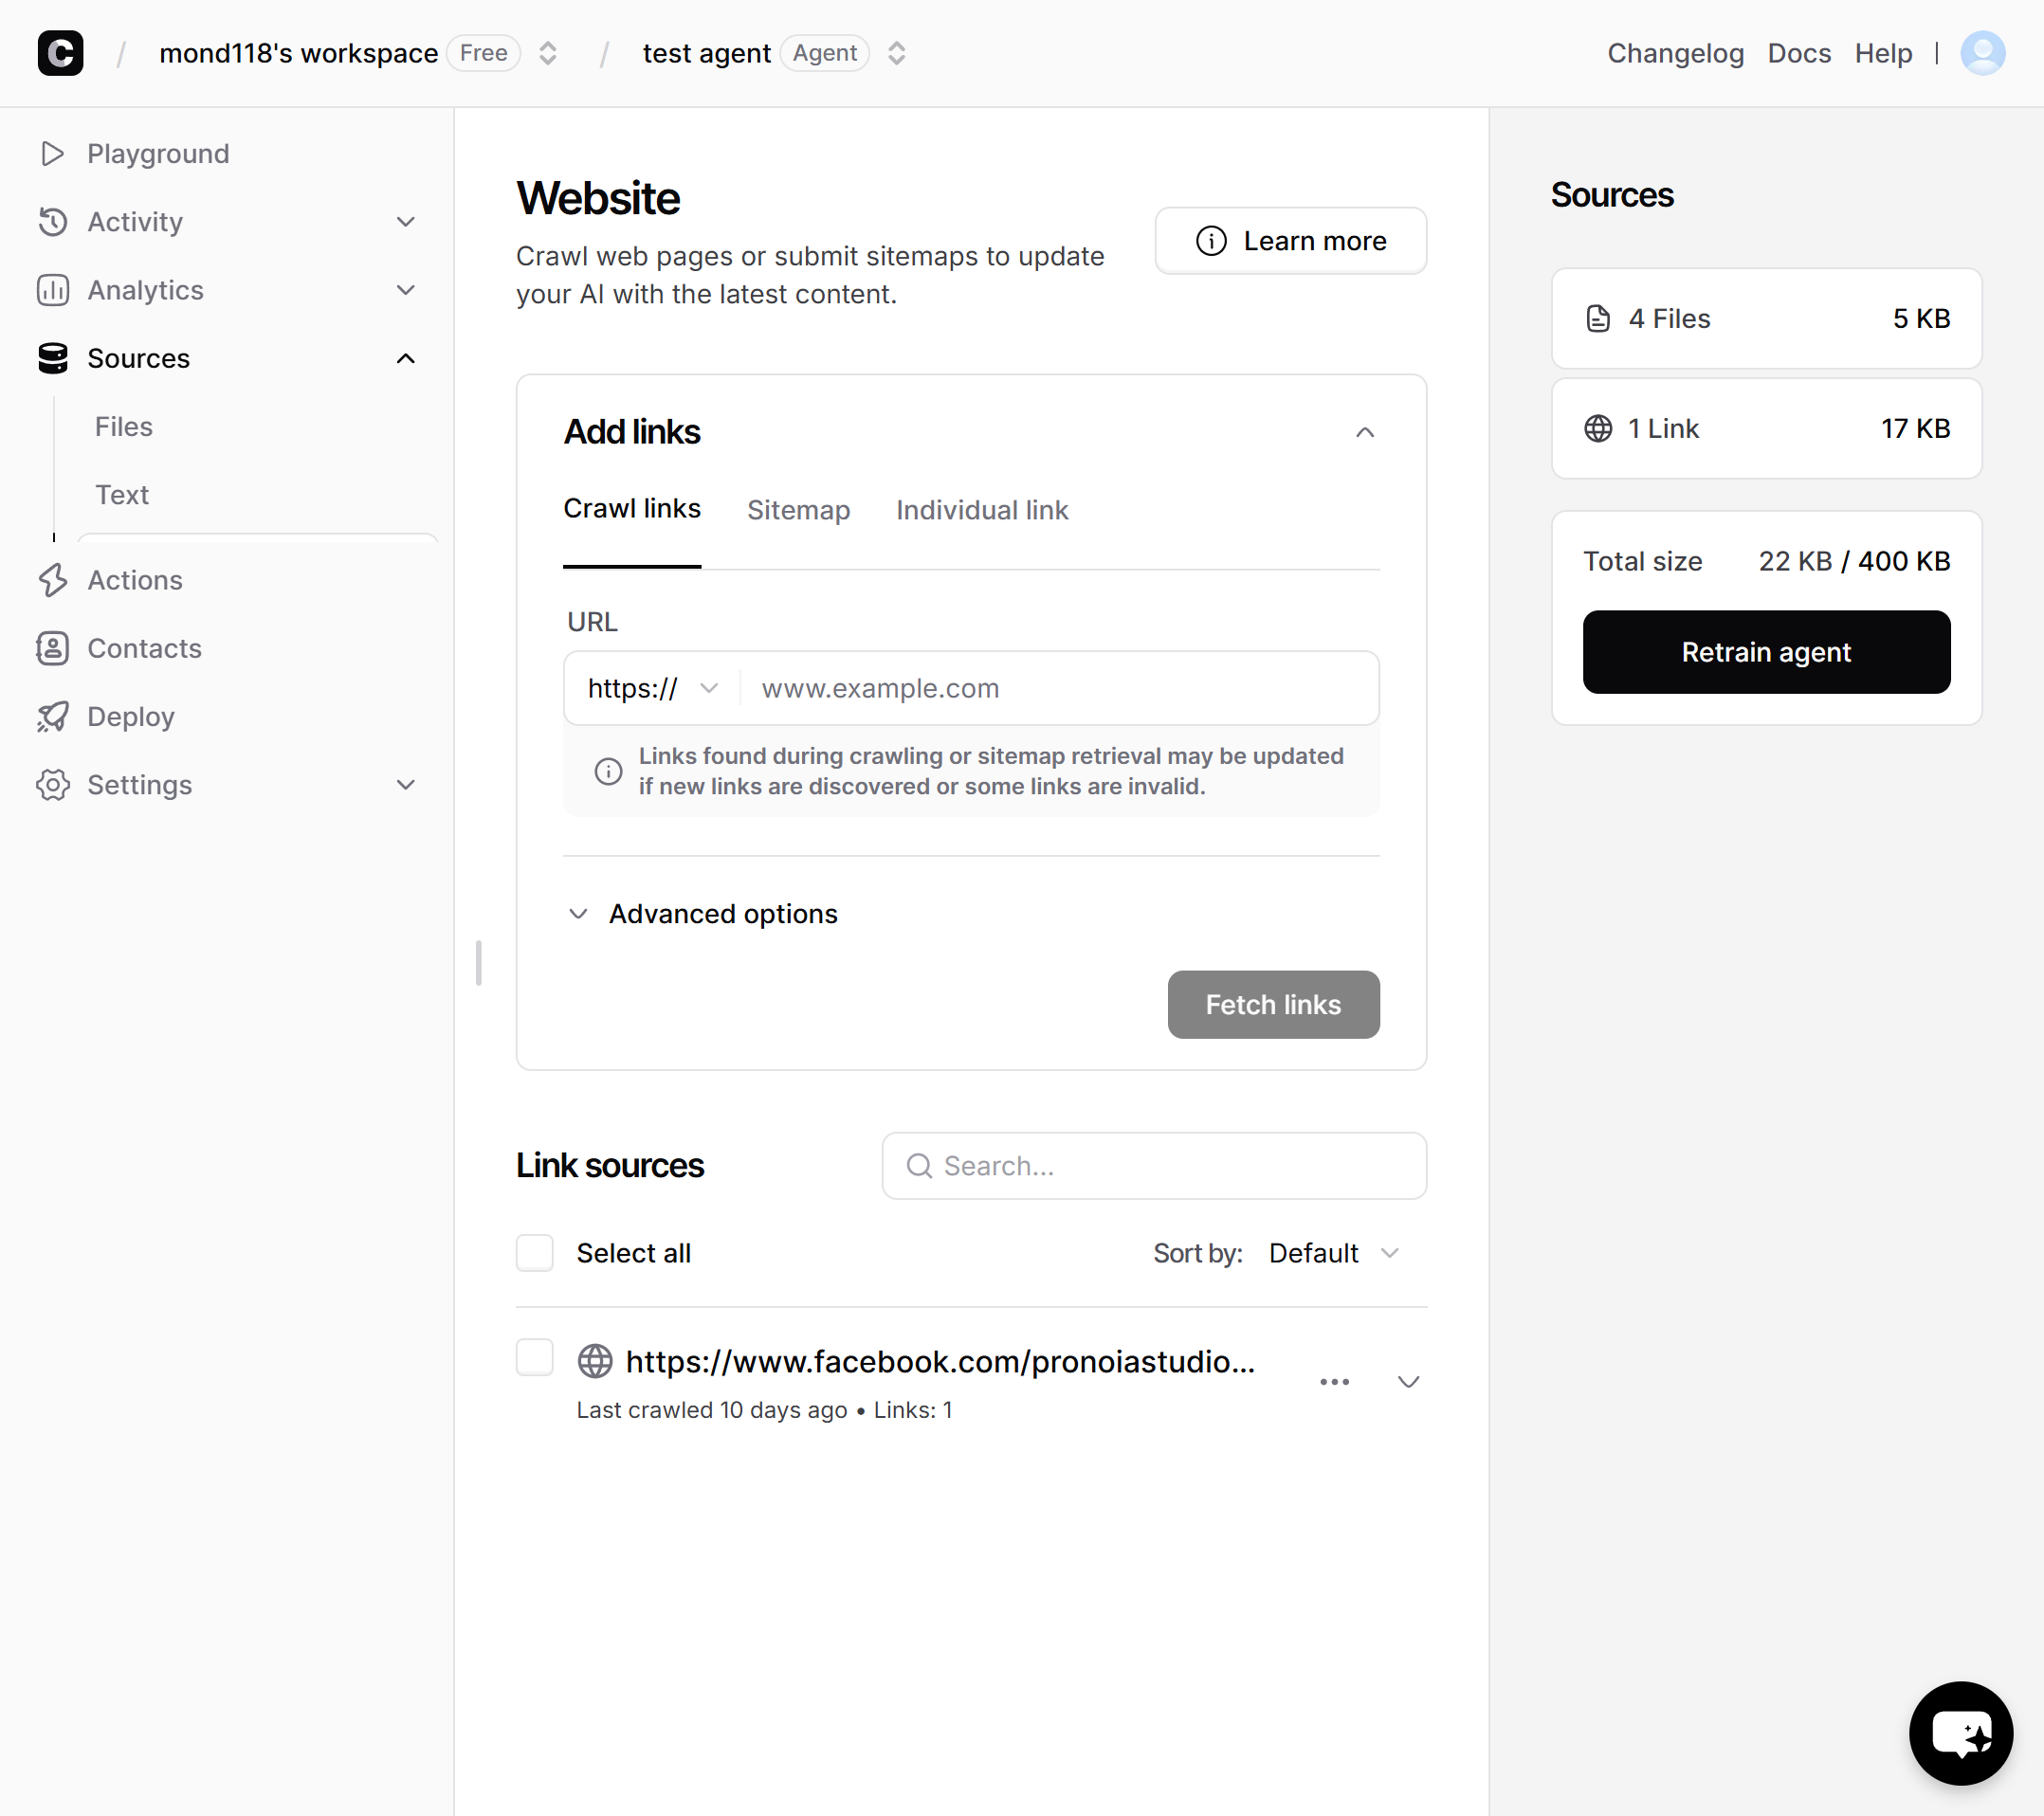 C / mond118's workspace Free / test agent Agent
Changelog Docs Help |
Playground
Activity
Analytics
Sources
Files
Text
Actions
Contacts
Deploy
Settings
Website
Crawl web pages or submit sitemaps to update
your AI with the latest content.
Learn more
Add links
Crawl links Sitemap Individual link
URL
https:// www.example.com
Links found during crawling or sitemap retrieval may be updated
if new links are discovered or some links are invalid.
Advanced options
Fetch links
Link sources
Search...
Select all
Sort by: Default
https://www.facebook.com/pronoiastudio...
Last crawled 10 days ago • Links: 1
Sources
4 Files 5 KB
1 Link 17 KB
Total size 22 KB / 400 KB
Retrain agent